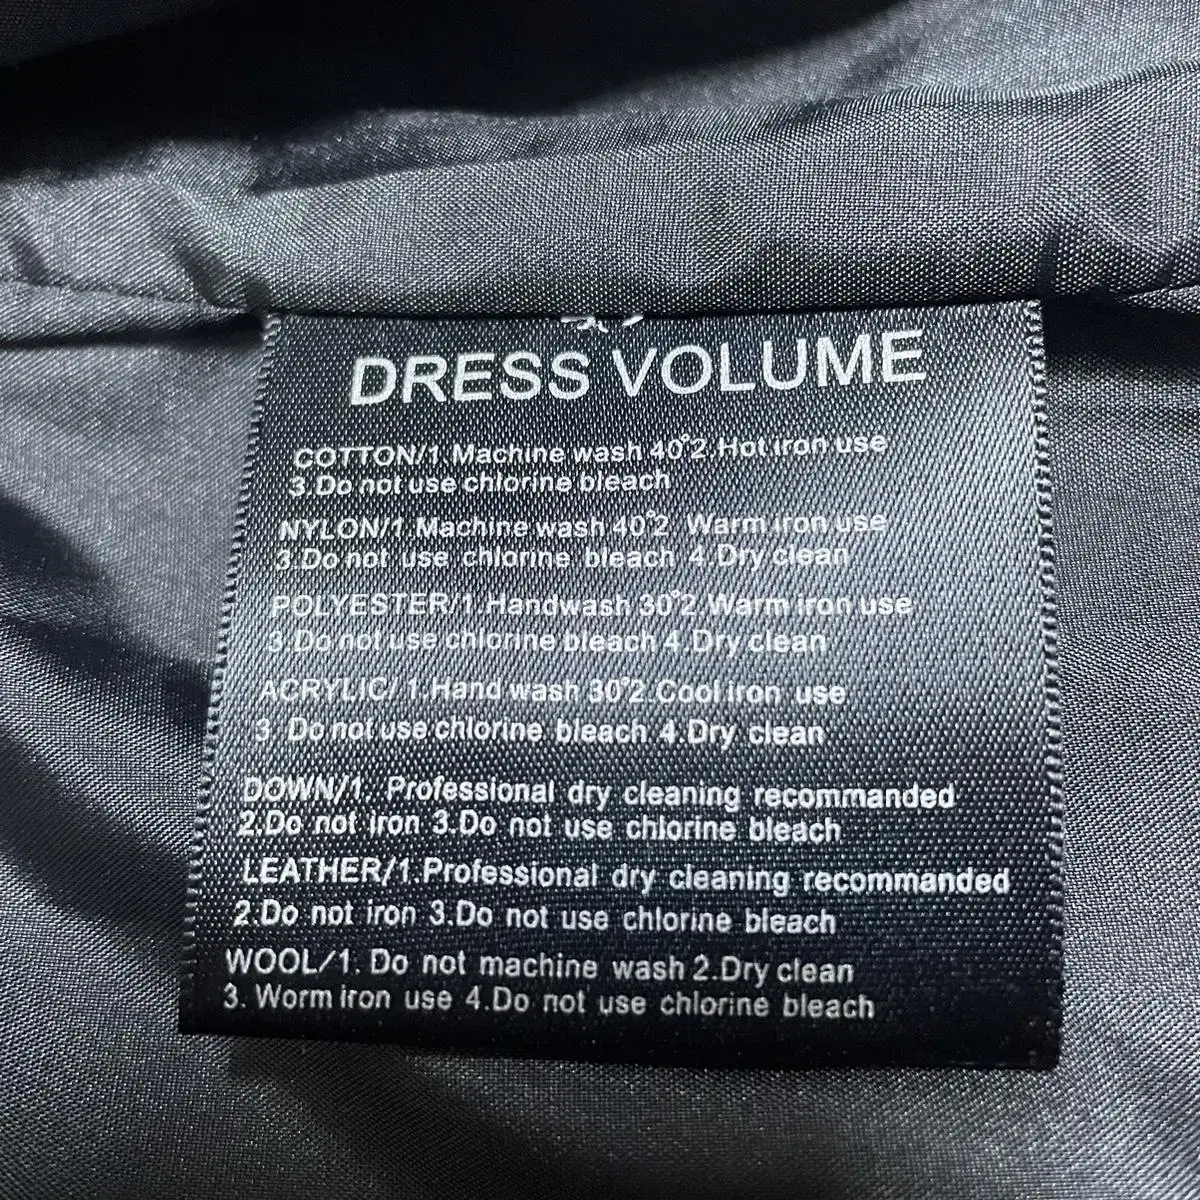 DRESS VOLUME
COTTON/1.Machine wash 40°2.Hot iron use
3.Do not use chlorine bleach
NYLON/1.Machine wash 40°2.Warm iron use
3.Do not use chlorine bleach 4.Dry clean
POLYESTER/1.Handwash 30°2.Warm iron use
3.Do not use chlorine bleach 4.Dry clean
ACRYLIC/ 1.Hand wash 30°2.Cool iron use
3 Do not use chlorine bleach 4.Dry clean
DOWN/1. Professional dry cleaning recommanded
2.Do not iron 3.Do not use chlorine bleach
LEATHER/1.Professional dry cleaning recommanded
2.Do not iron 3.Do not use chlorine bleach
WOOL/1. Do not machine wash 2.Dry clean
3. Worm iron use 4.Do not use chlorine bleach